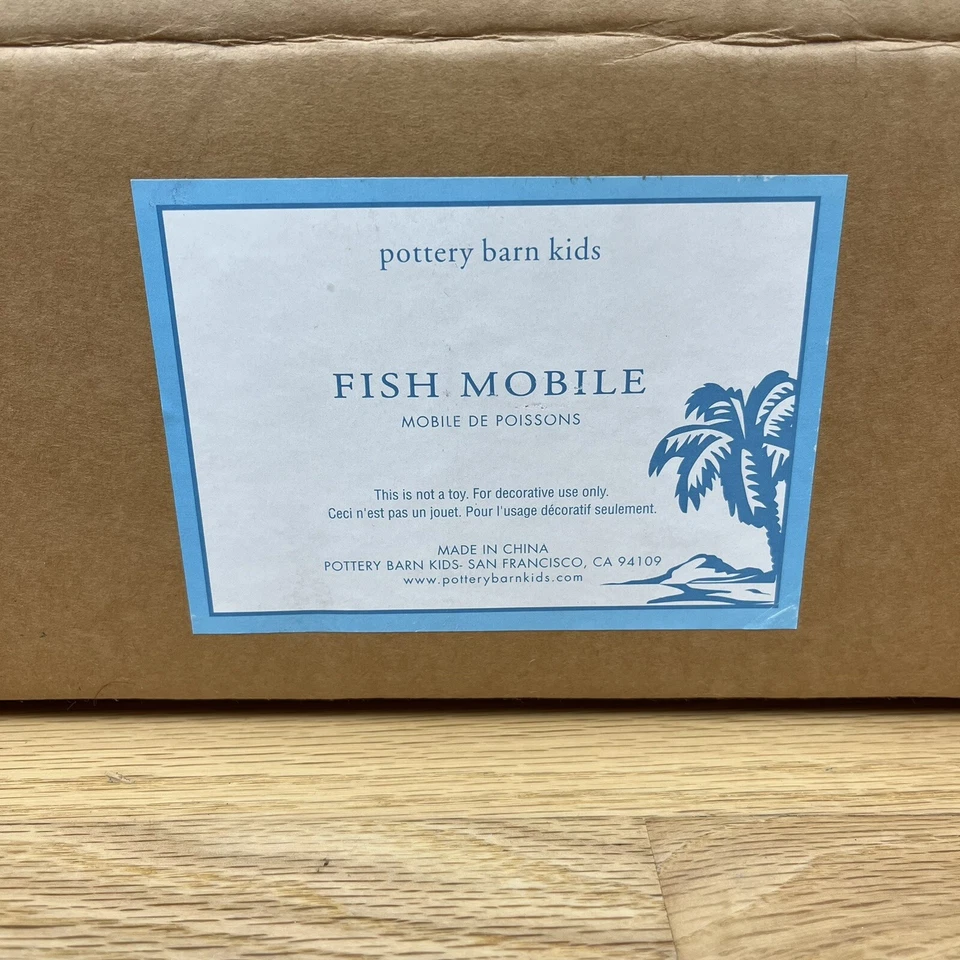 pottery barn kids
FISH MOBILE
MOBILE DE POISSONS
This is not a toy. For decorative use only.
Ceci n'est pas un jouet. Pour l'usage décoratif seulement.
MADE IN CHINA
POTTERY BARN KIDS- SAN FRANCISCO, CA 94109
www.potterybarnkids.com